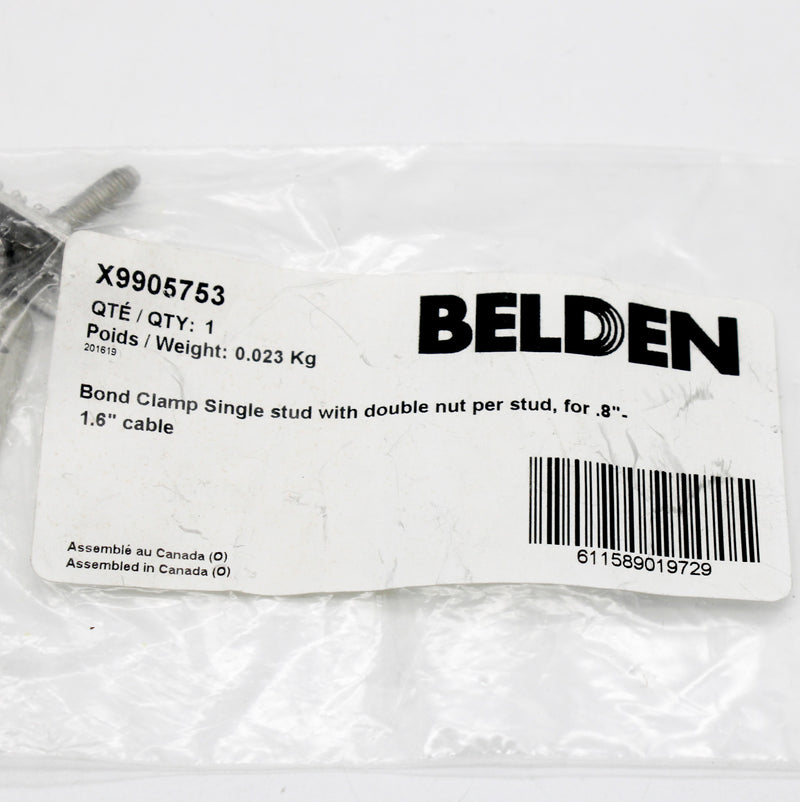 X9905753
QTÉ / QTY: 1
Poids / Weight: 0.023 Kg
201619
BELDEN
Bond Clamp Single stud with double nut per stud, for .8"-
1.6" cable
Assemblé au Canada (O)
Assembled in Canada (O)
611589019729